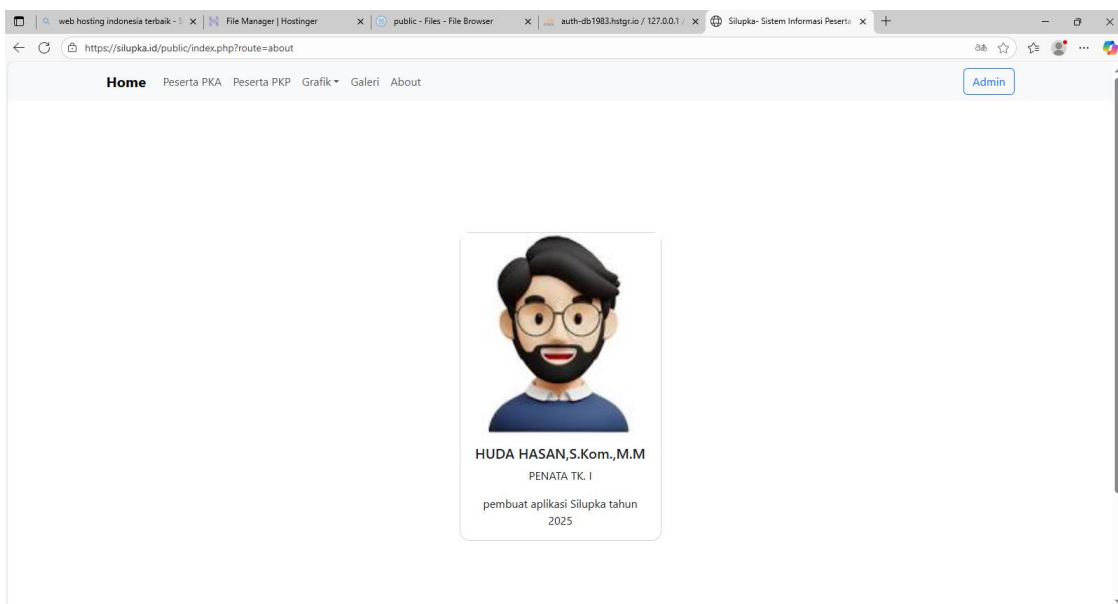 web hosting indonesia terbaik - S
File Manager | Hostinger
public - Files - File Browser
auth-db1983.hstgr.io / 127.0.0.1 /
Silupka- Sistem Informasi Peserta
https://silupka.id/public/index.php?route=about
Home Peserta PKA Peserta PKP Grafik Galeri About Admin
HUDA HASAN,S.Kom.,M.M
PENATA TK. I
pembuat aplikasi Silupka tahun
2025